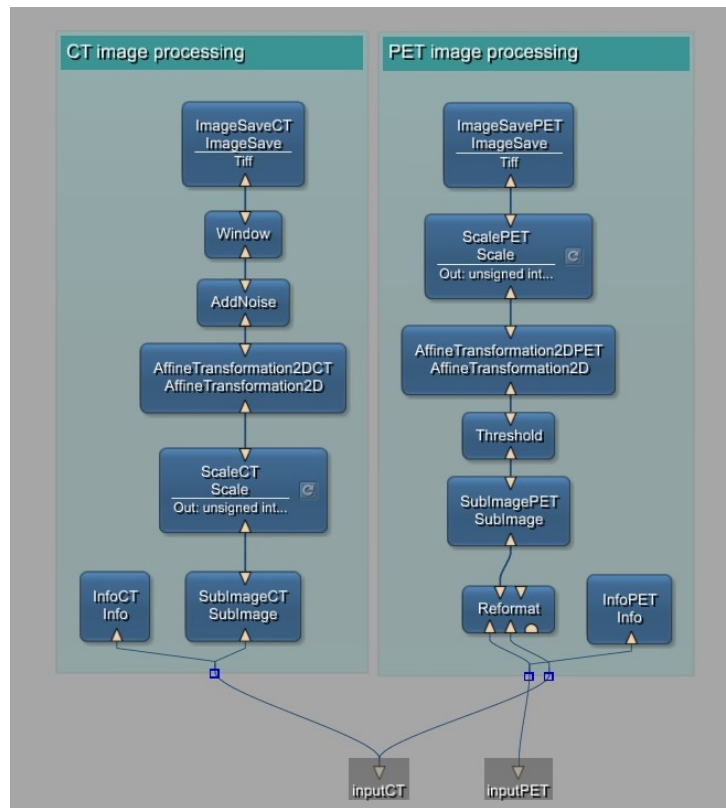 CT image processing
ImageSaveCT
ImageSave
Tiff
Window
AddNoise
AffineTransformation2DCT
AffineTransformation2D
ScaleCT
Scale
Out: unsigned int...
InfoCT
Info
SubImageCT
SubImage
PET image processing
ImageSavePET
ImageSave
Tiff
ScalePET
Scale
Out: unsigned int...
AffineTransformation2DPET
AffineTransformation2D
Threshold
SubImagePET
SubImage
Reformat
InfoPET
Info
inputCT
inputPET